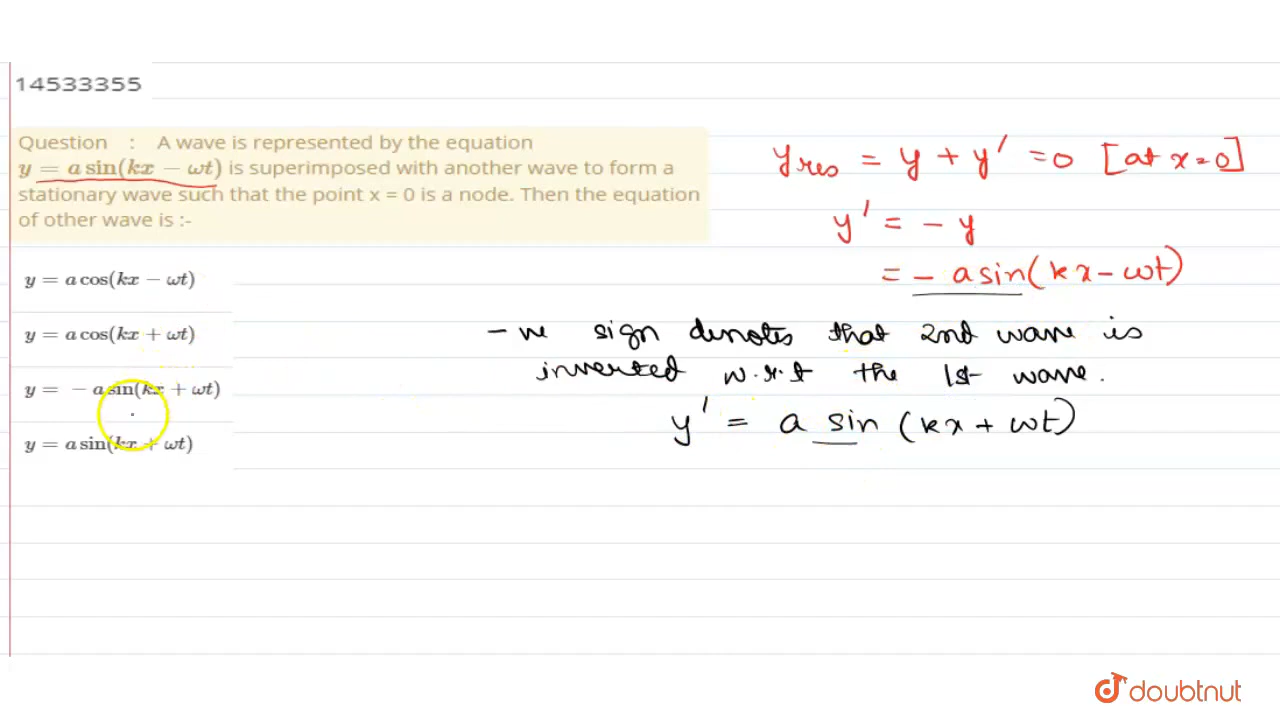 14533355
Question : A wave is represented by the equation
y = a sin(kx − ωt) is superimposed with another wave to form a
stationary wave such that the point x = 0 is a node. Then the equation
of other wave is :-
y = a cos(kx − ωt)
y = a cos(kx + ωt)
y = − a sin(kx + ωt)
y = a sin(kx + ωt)
yres = y + y' = 0 [at x = 0]
y' = − y
= − a sin(kx − ωt)
− ve sign denotes that 2nd wave is
inverted w.r.t the 1st wave.
y' = a sin (kx + ωt)
doubtnut